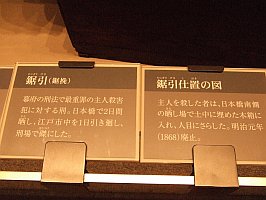 鋸引(鋸挽)
幕府の刑法で最重罪の主人殺害
犯に対する刑。日本橋で2日間
晒し、江戸市中を1日引き廻し、
刑場で磔にした。
鋸引仕置の図
主人を殺した者は、日本橋南側
の晒し場で土中に埋めた木箱に
入れ、人目にさらした。明治元年
(1868)廃止。